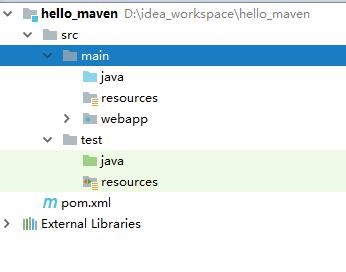 hello_maven D:\idea_workspace\hello_maven
src
main
java
resources
webapp
test
java
resources
pom.xml
External Libraries